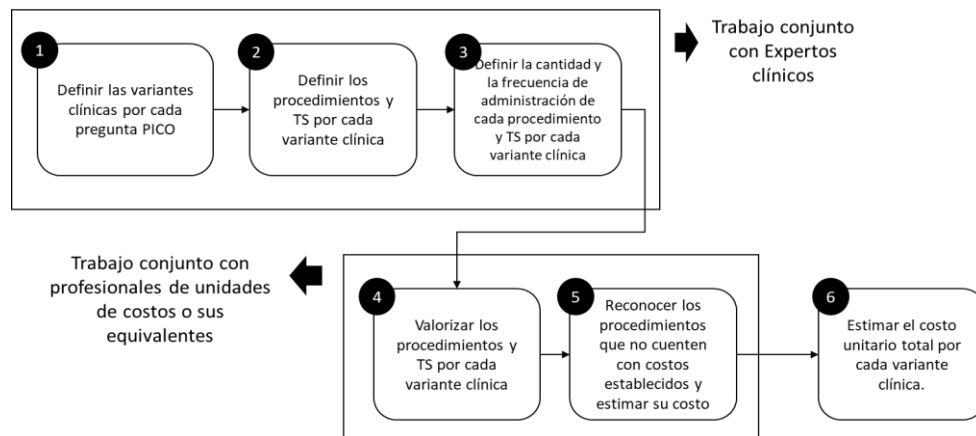 1
Definir las variantes
clínicas por cada
pregunta PICO
2
Definir los
procedimientos y
TS por cada
variante clínica
3
Definir la cantidad y
la frecuencia de
administración de
cada procedimiento
y TS por cada
variante clínica
Trabajo conjunto
con Expertos
clínicos
Trabajo conjunto con
profesionales de unidades
de costos o sus
equivalentes
4
Valorizar los
procedimientos y
TS por cada
variante clínica
5
Reconocer los
procedimientos
que no cuenten
con costos
establecidos y
estimar su costo
6
Estimar el costo
unitario total por
cada variante
clínica.